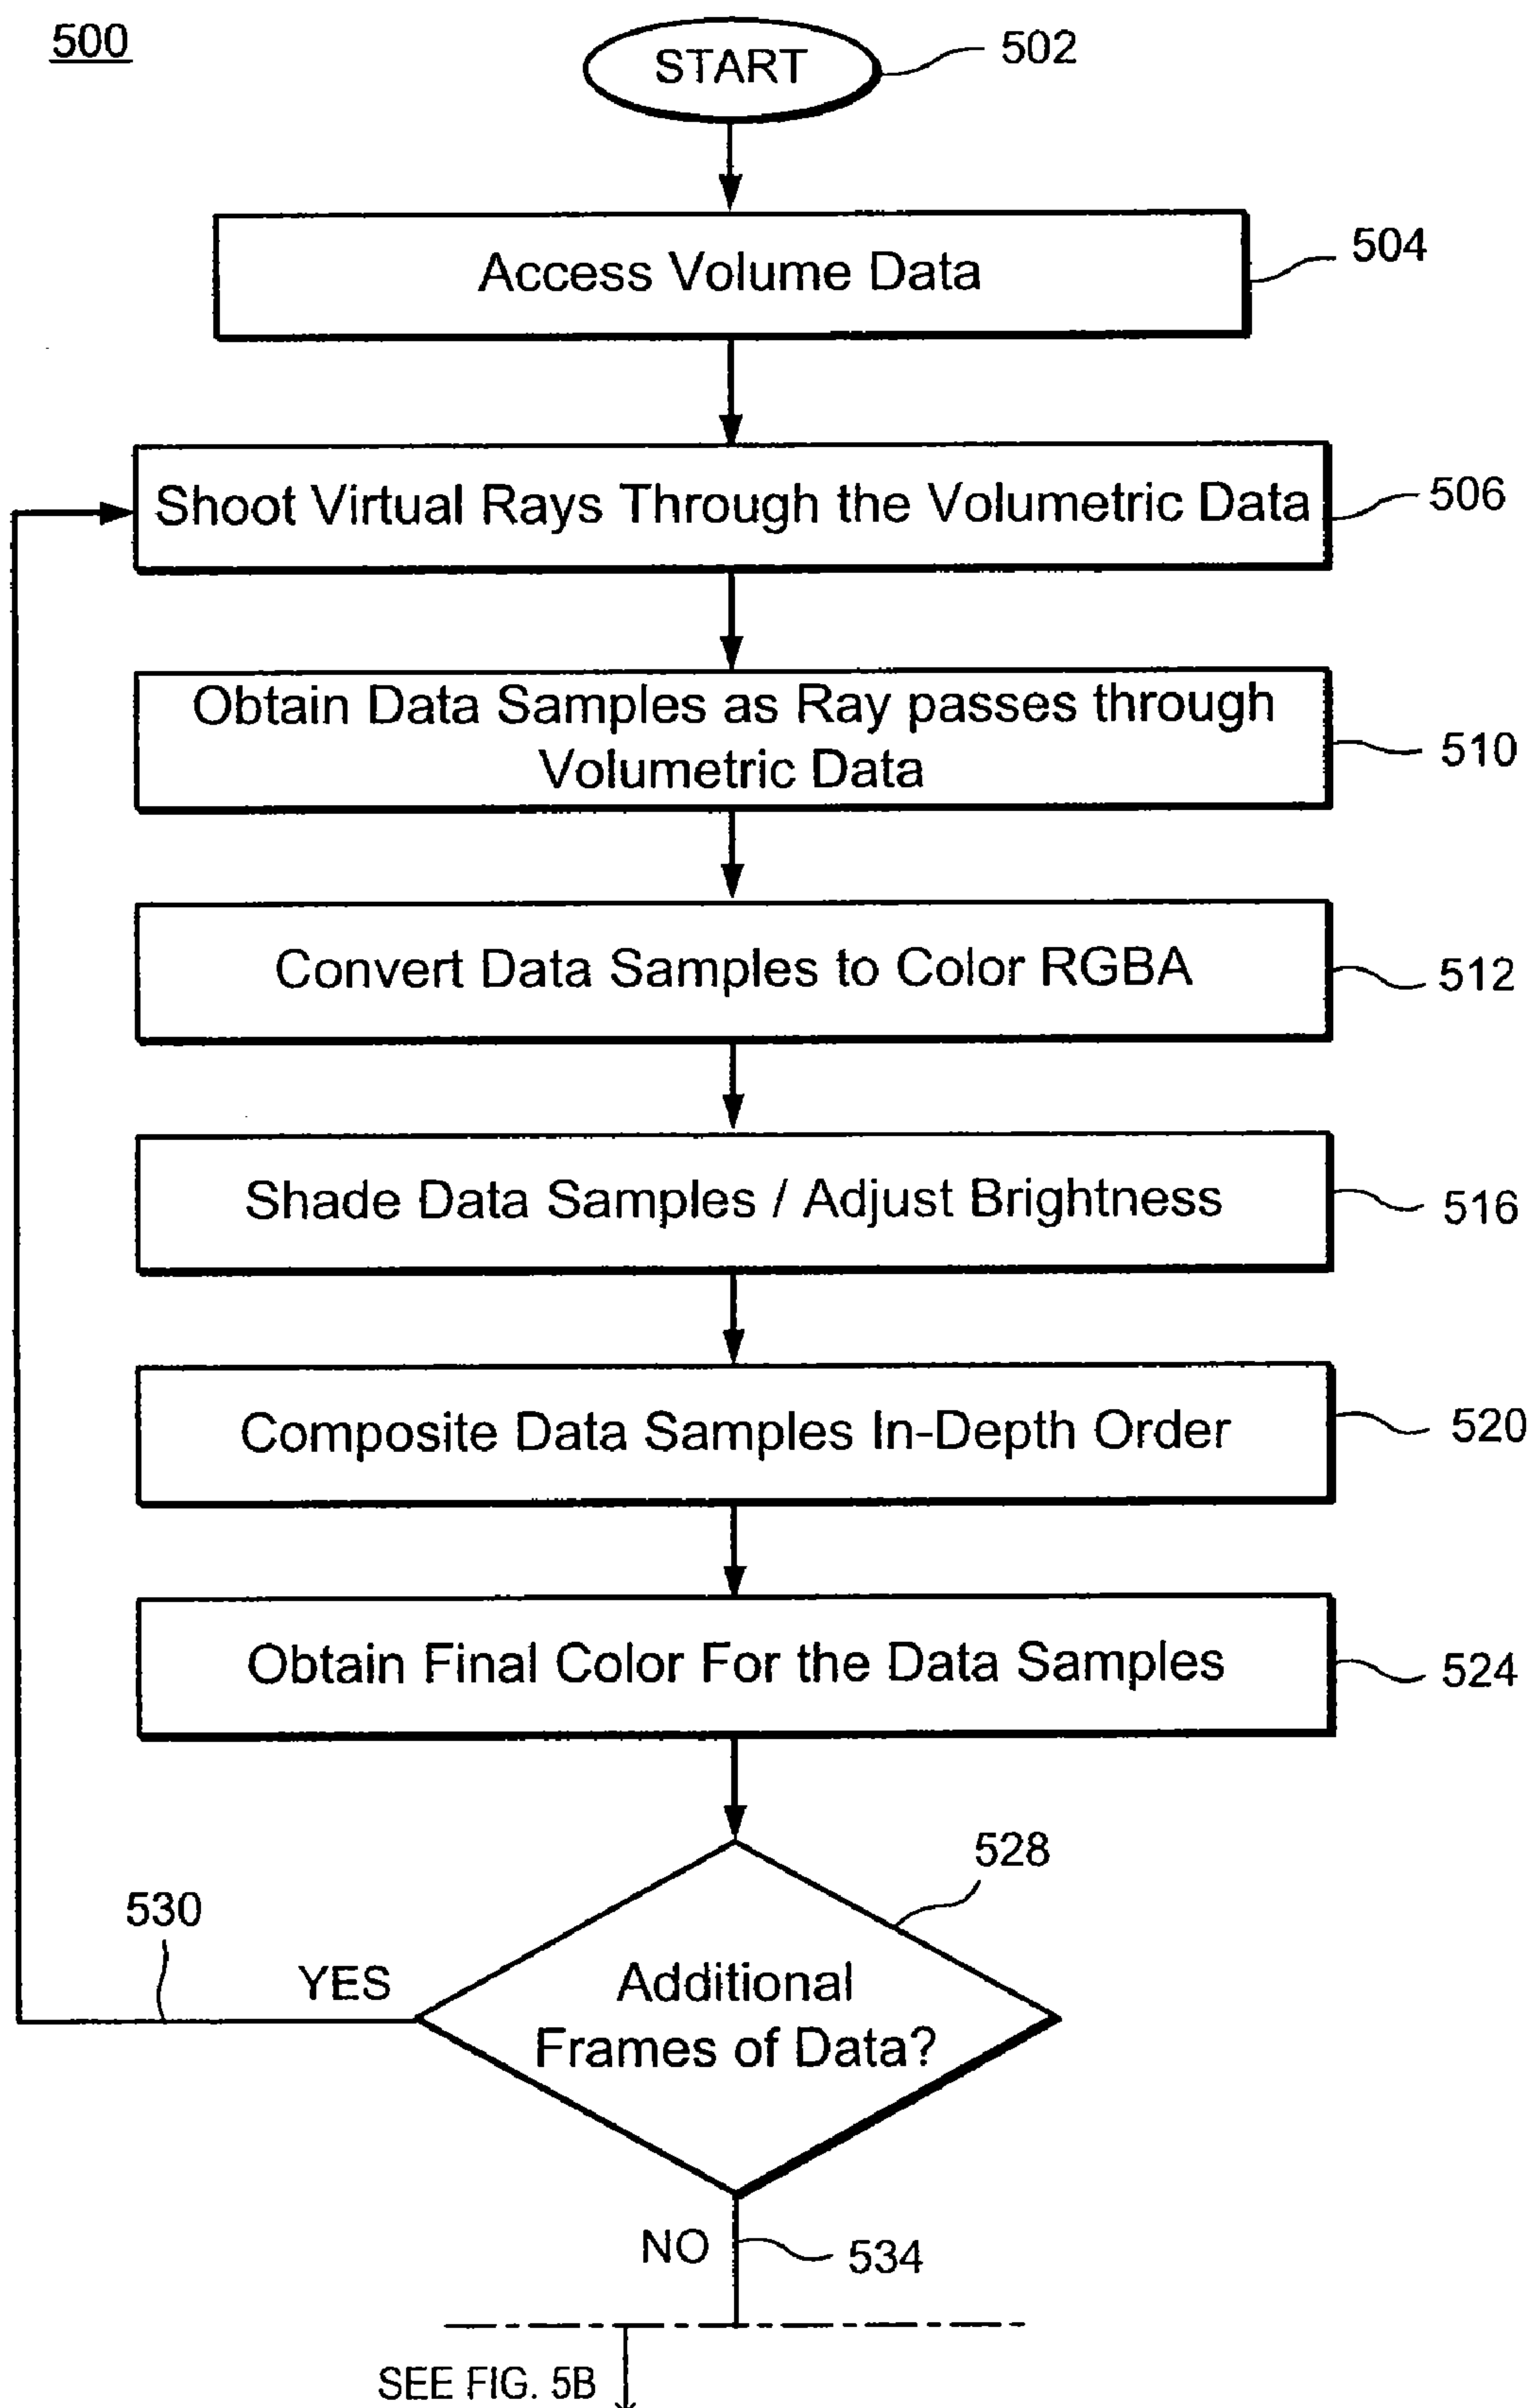 500
START
502
Access Volume Data
504
Shoot Virtual Rays Through the Volumetric Data
506
Obtain Data Samples as Ray passes through
Volumetric Data
510
Convert Data Samples to Color RGBA
512
Shade Data Samples / Adjust Brightness
516
Composite Data Samples In-Depth Order
520
Obtain Final Color For the Data Samples
524
528
530
YES
Additional
Frames of Data?
NO
534
SEE FIG. 5B